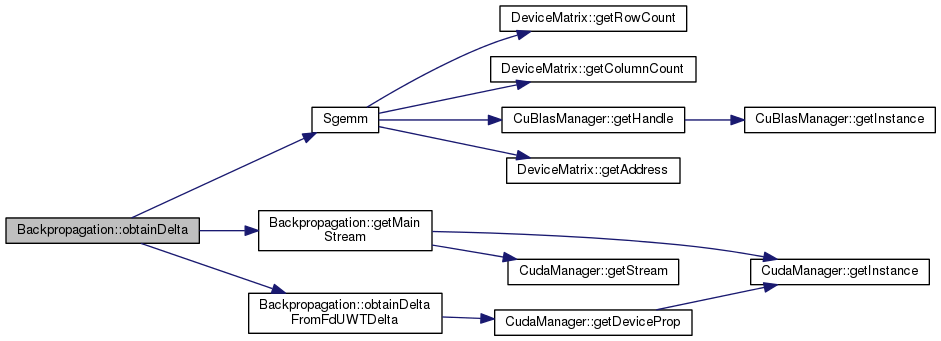 DeviceMatrix::getRowCount
DeviceMatrix::getColumnCount
Sgemm
CuBlasManager::getHandle
CuBlasManager::getInstance
DeviceMatrix::getAddress
Backpropagation::obtainDelta
Backpropagation::getMain
Stream
CudaManager::getStream
CudaManager::getInstance
Backpropagation::obtainDelta
FromFdUWTDelta
CudaManager::getDeviceProp